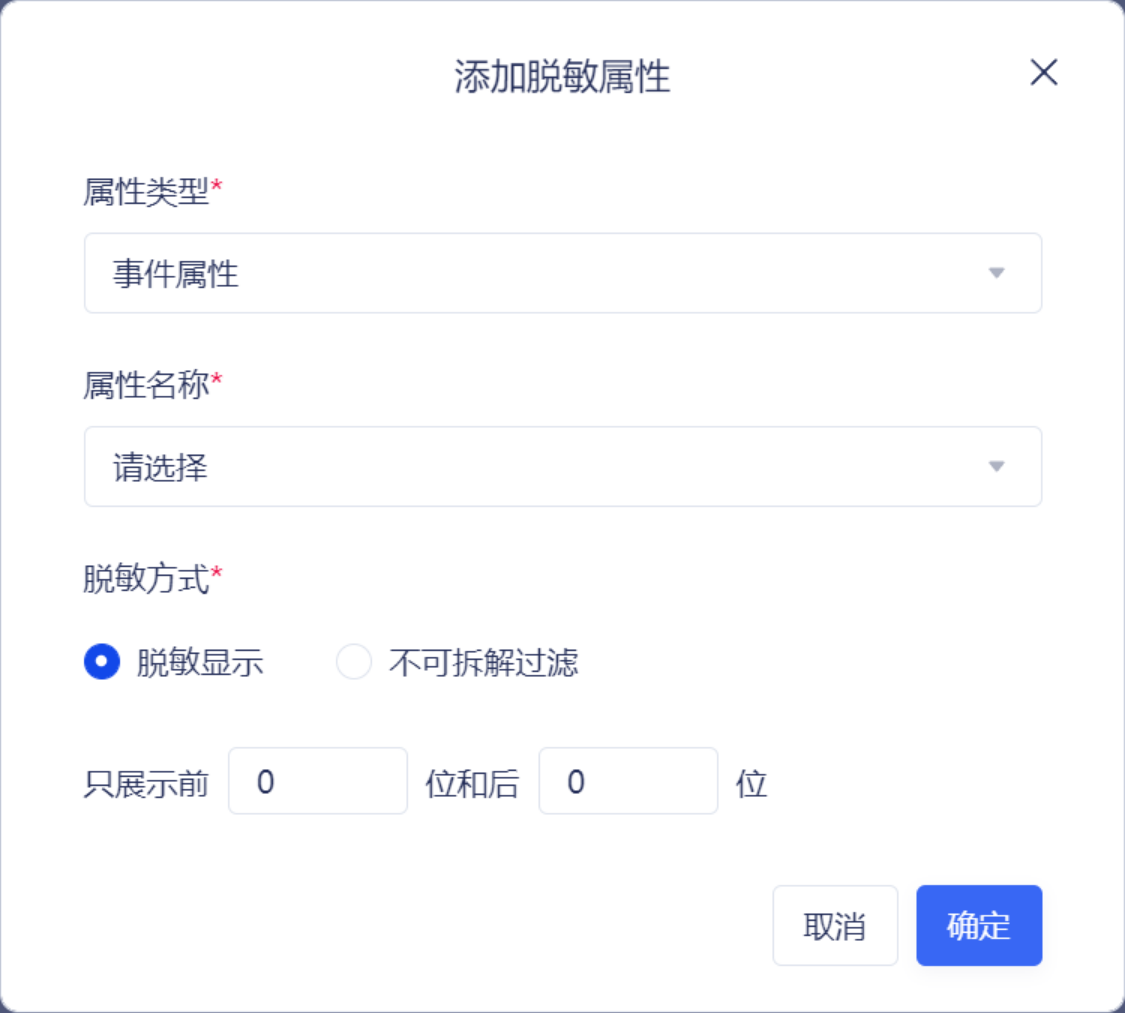 添加脱敏属性
属性类型*
事件属性
属性名称*
请选择
脱敏方式*
脱敏显示 不可拆解过滤
只展示前 0 位和后 0 位
取消 确定